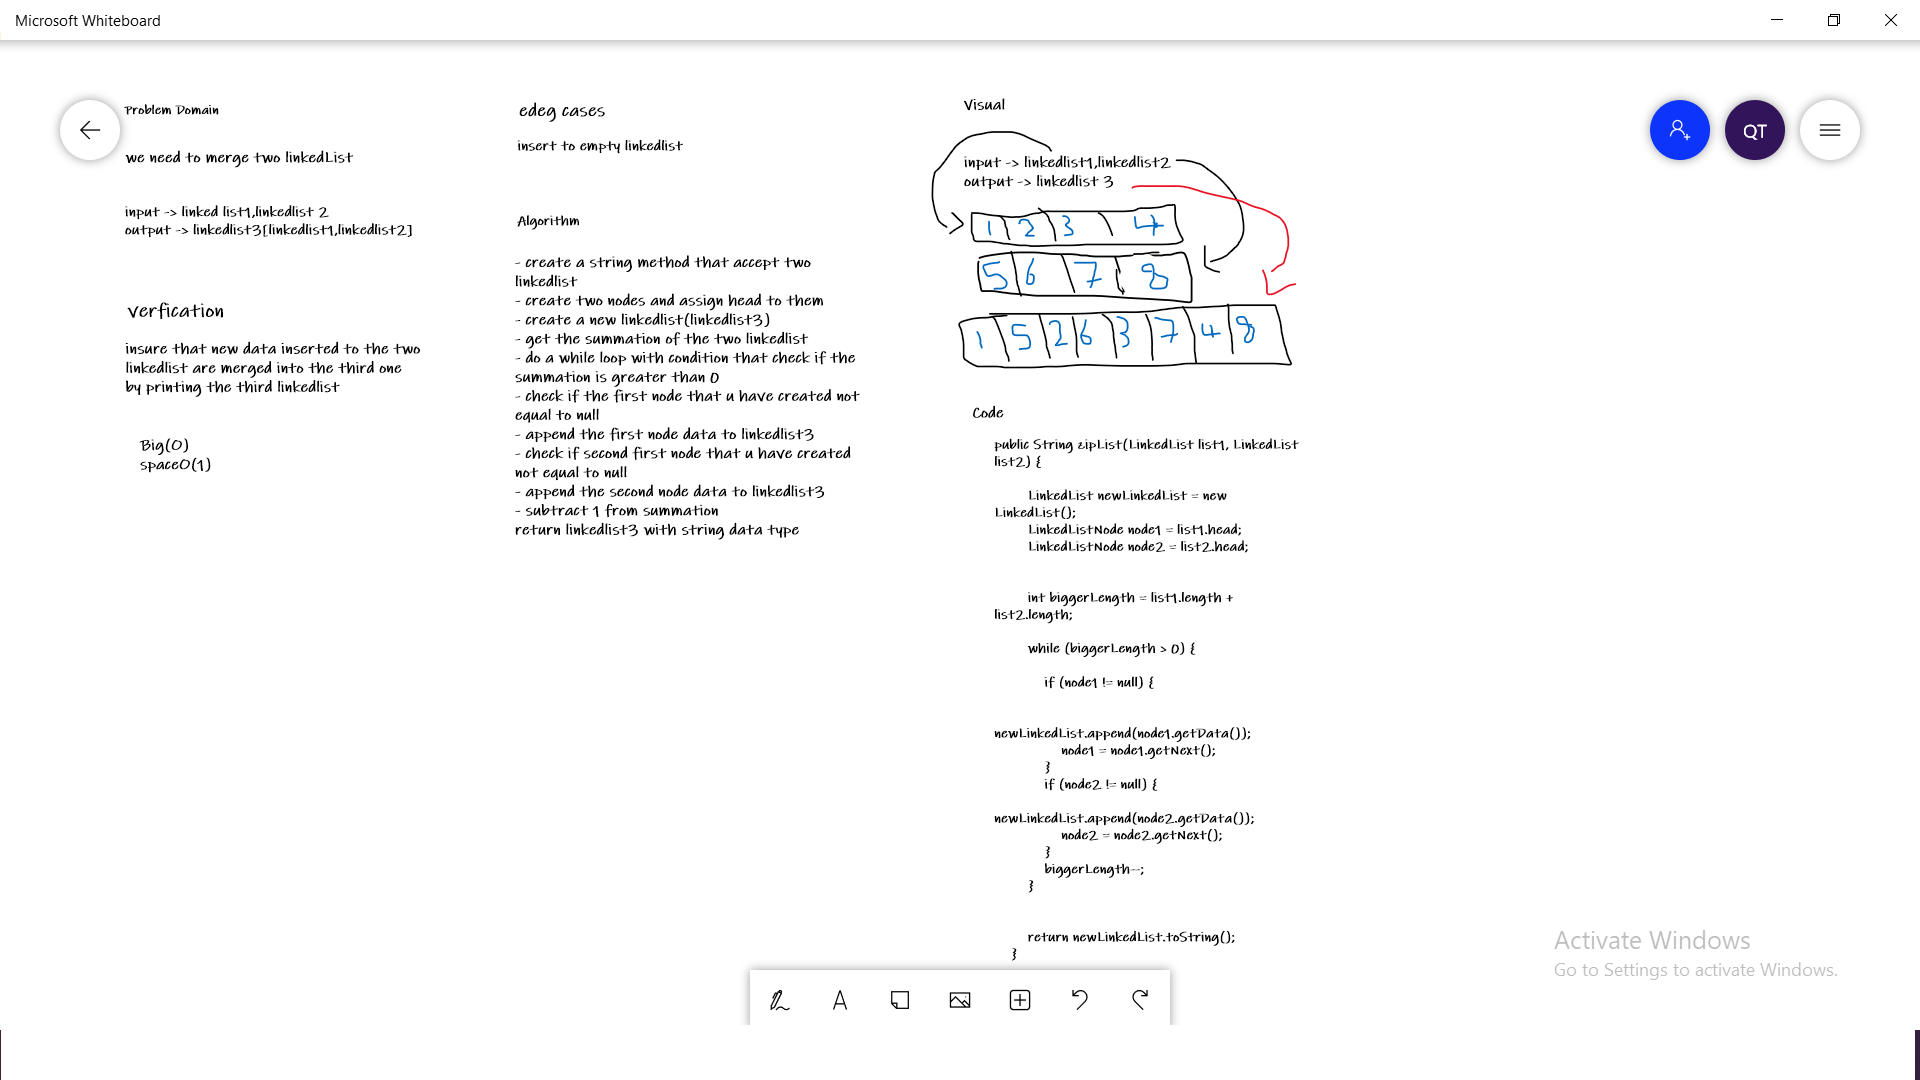 Microsoft Whiteboard
Problem Domain
we need to merge two linkedList
input -> linked list1,linkedlist 2
output -> linkedlist3[linkedlist1,linkedlist2]
verfication
insure that new data inserted to the two
linkedlist are merged into the third one
by printing the third linkedlist
Big(O)
spaceO(1)
edeg cases
insert to empty linkedlist
Algorithm
- create a string method that accept two
linkedlist
- create two nodes and assign head to them
- create a new linkedlist(linkedlist3)
- get the summation of the two linkedlist
- do a while loop with condition that check if the
summation is greater than 0
- check if the first node that u have created not
equal to null
- append the first node data to linkedlist3
- check if second first node that u have created
not equal to null
- append the second node data to linkedlist3
- subtract 1 from summation
return linkedlist3 with string data type
Visual
input -> linkedlist1,linkedlist2
output -> linkedlist 3
1 2 3 4
5 6 7 8
1 5 2 6 3 7 4 8
Code
public String zipList(LinkedList list1, LinkedList
list2) {
LinkedList newLinkedList = new
LinkedList();
LinkedListNode node1 = list1.head;
LinkedListNode node2 = list2.head;
int biggerLength = list1.length +
list2.length;
while (biggerLength > 0) {
if (node1 != null) {
newLinkedList.append(node1.getData());
node1 = node1.getNext();
}
if (node2 != null) {
newLinkedList.append(node2.getData());
node2 = node2.getNext();
}
biggerLength--;
}
return newLinkedList.toString();
}
QT
Activate Windows
Go to Settings to activate Windows.